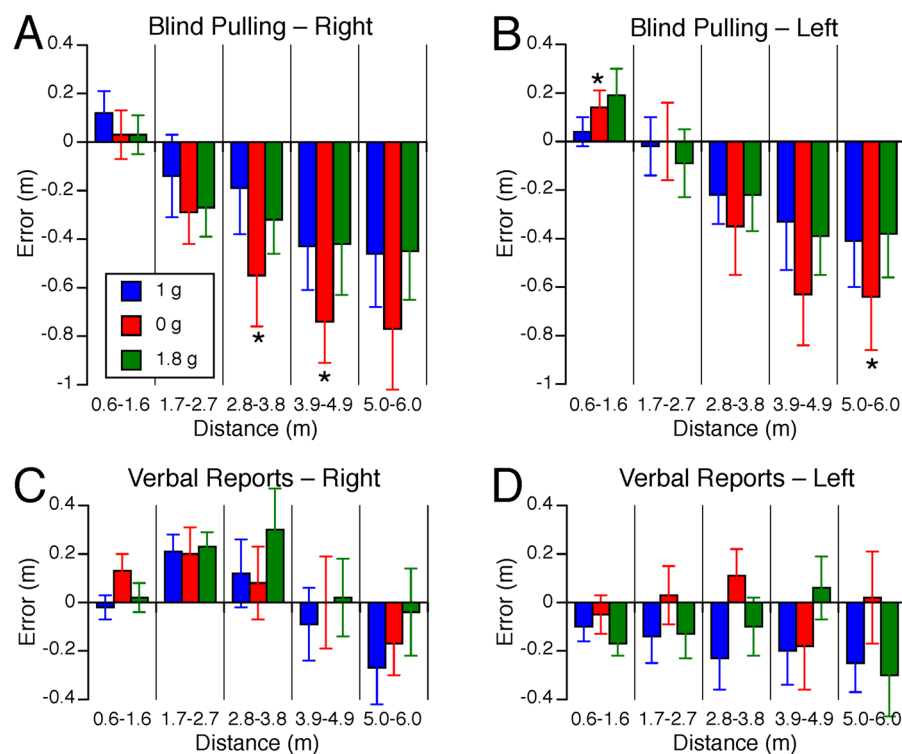 A
Blind Pulling – Right
0.4
0.2
0
-0.2
-0.4
-0.6
-0.8
-1
Error (m)
1 g
0 g
1.8 g
*
*
0.6-1.6 1.7-2.7 2.8-3.8 3.9-4.9 5.0-6.0
Distance (m)
B
Blind Pulling – Left
0.4
0.2
0
-0.2
-0.4
-0.6
-0.8
-1
Error (m)
*
*
0.6-1.6 1.7-2.7 2.8-3.8 3.9-4.9 5.0-6.0
Distance (m)
C
Verbal Reports – Right
0.4
0.2
0
-0.2
-0.4
Error (m)
0.6-1.6 1.7-2.7 2.8-3.8 3.9-4.9 5.0-6.0
Distance (m)
D
Verbal Reports – Left
0.4
0.2
0
-0.2
-0.4
Error (m)
0.6-1.6 1.7-2.7 2.8-3.8 3.9-4.9 5.0-6.0
Distance (m)